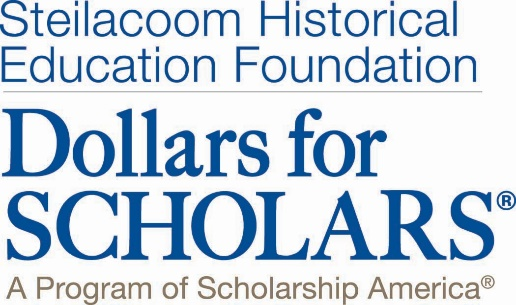 Steilacoom Historical
Education Foundation
Dollars for
SCHOLARS®
A Program of Scholarship America®